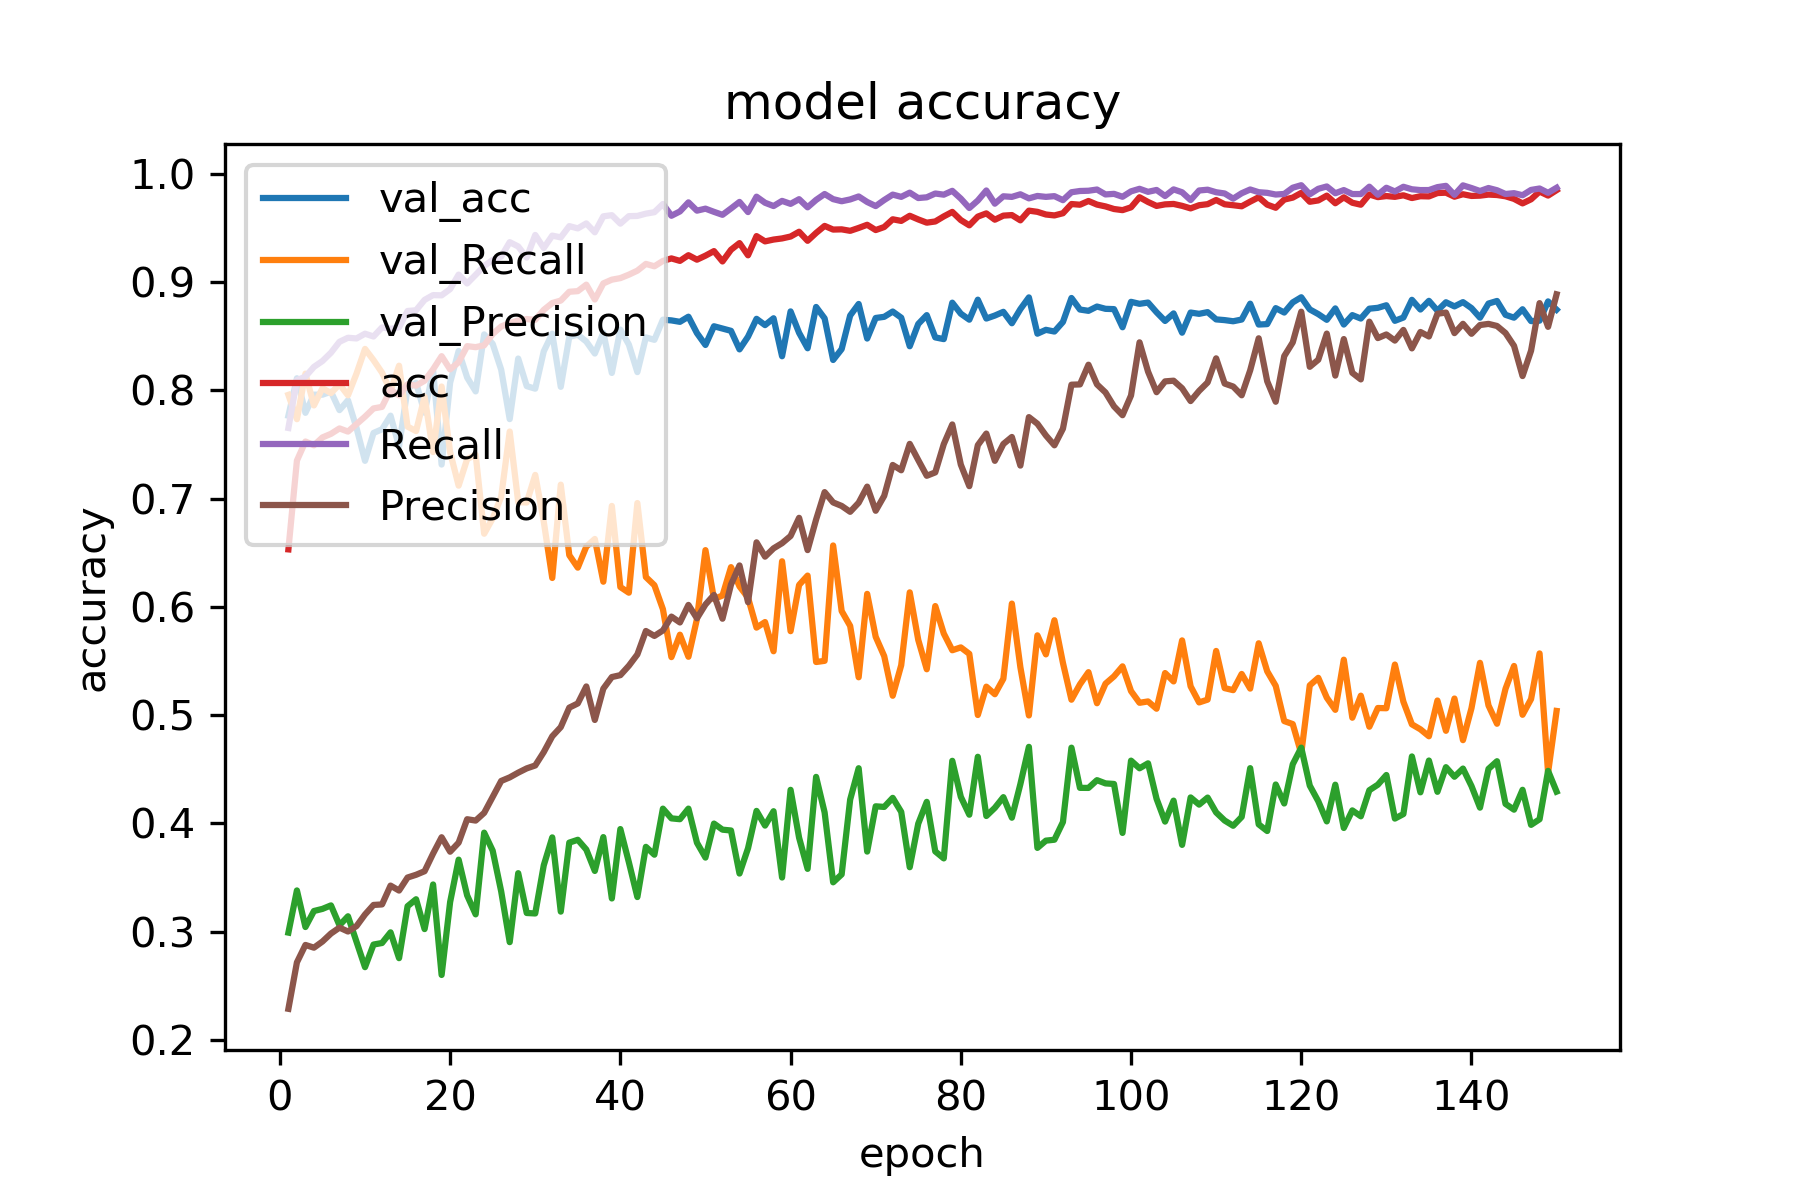 model accuracy
val_acc
val_Recall
val_Precision
acc
Recall
Precision
accuracy
1.0
0.9
0.8
0.7
0.6
0.5
0.4
0.3
0.2
0 20 40 60 80 100 120 140
epoch